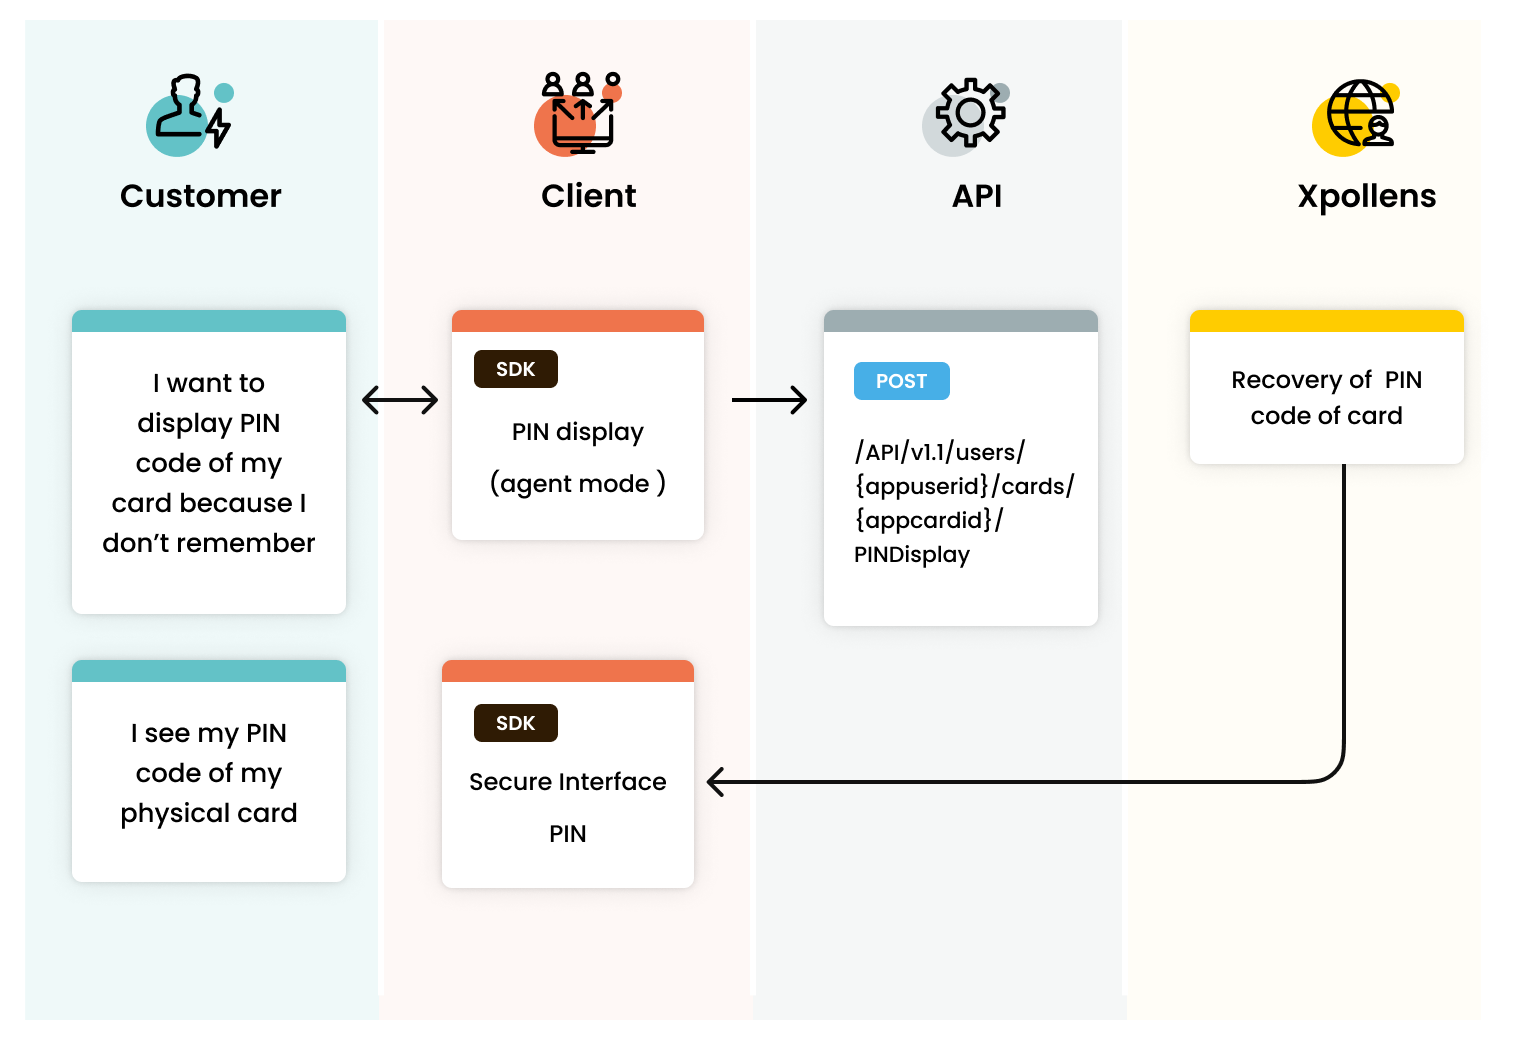 Customer
Client
API
Xpollens
I want to
display PIN
code of my
card because I
don't remember
SDK
PIN display
(agent mode )
POST
/API/v1.1/users/
{appuserid}/cards/
{appcardid}/
PINDisplay
Recovery of  PIN
code of card
I see my PIN
code of my
physical card
SDK
Secure Interface
PIN